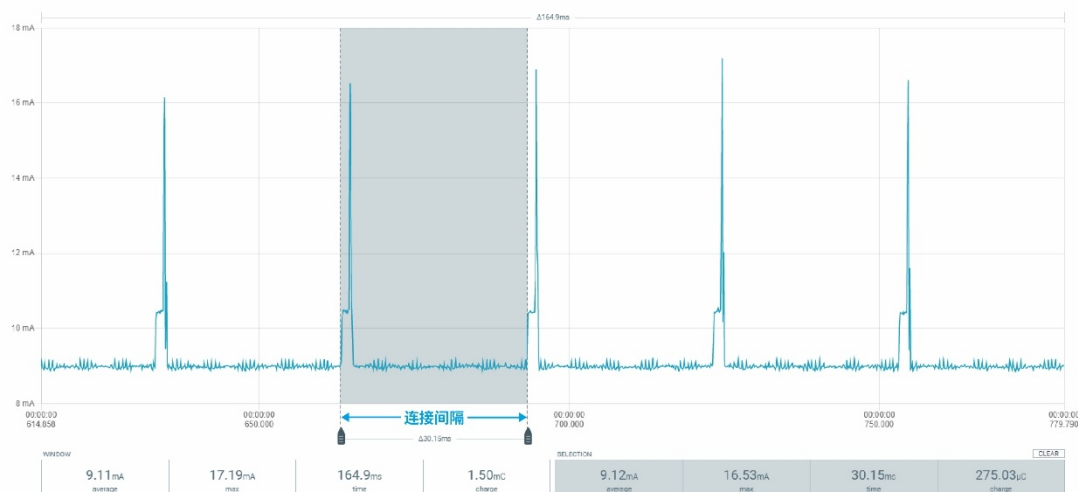 Δ164.9ms
18 mA
16 mA
14 mA
12 mA
10 mA
8 mA
00:00:00 00:00:00 00:00:00 00:00:00 00:00:0
614.858 650.000 700.000 750.000 779.790
连接间隔
Δ30.15ms
WINDOW
9.11mA 17.19mA 164.9ms 1.50mC
average max time charge
SELECTION CLEAR
9.12mA 16.53mA 30.15ms 275.03μC
average max time charge